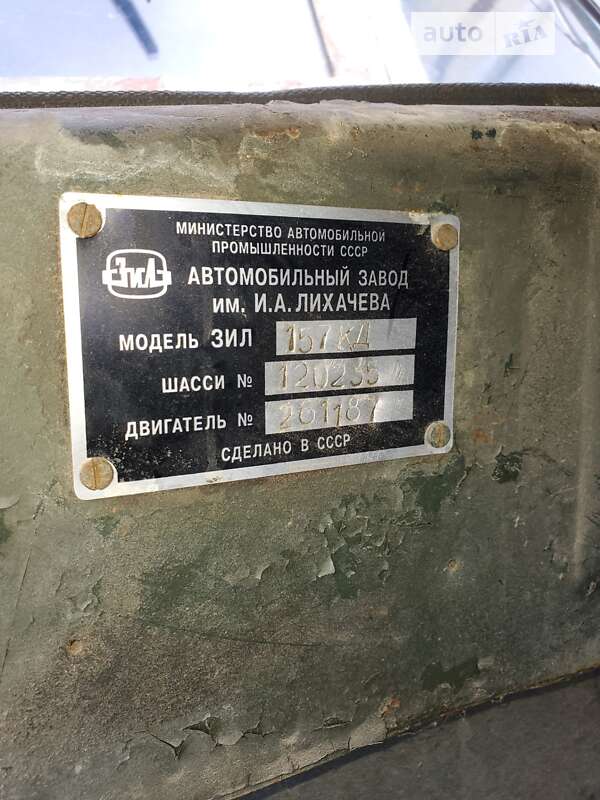 auto RIA
МИНИСТЕРСТВО АВТОМОБИЛЬНОЙ
ПРОМЫШЛЕННОСТИ СССР
ЗИЛ
АВТОМОБИЛЬНЫЙ ЗАВОД
ИМ. И.А. ЛИХАЧЕВА
МОДЕЛЬ ЗИЛ 157КД
ШАССИ № 120235
ДВИГАТЕЛЬ № 261187
СДЕЛАНО В СССР